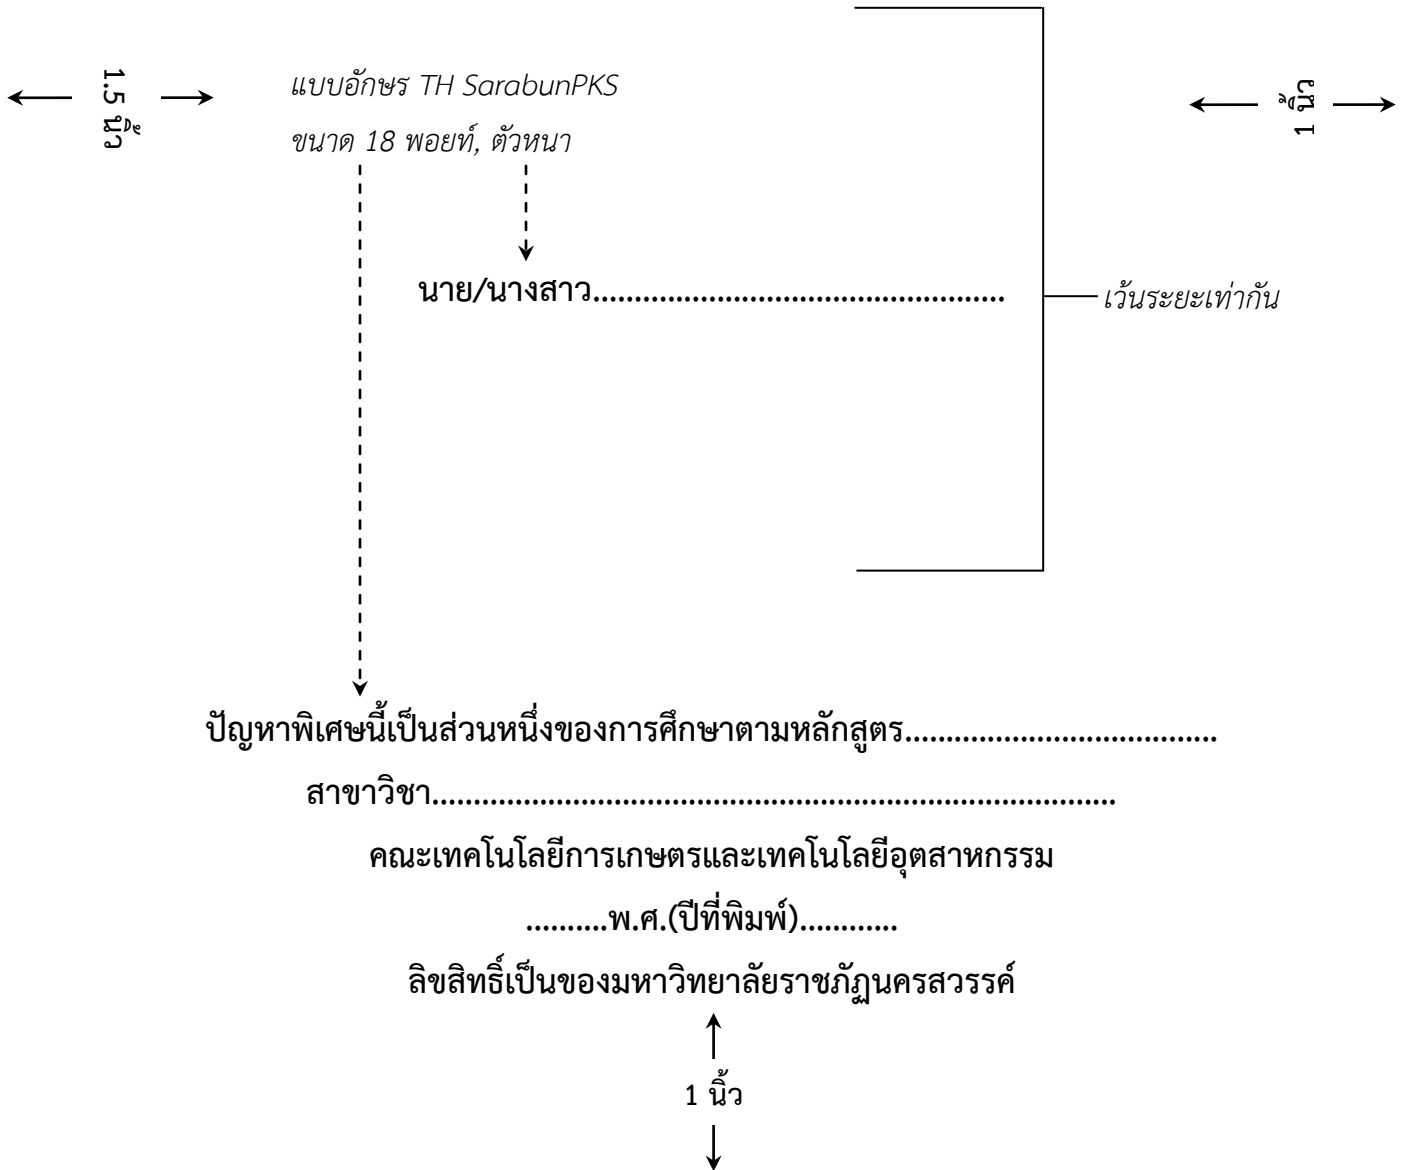 1.5 นิ้ว
แบบอักษร TH SarabunPKS
ขนาด 18 พอยท์, ตัวหนา
1 นิ้ว
นาย/นางสาว..................................................
เว้นระยะเท่ากัน
ปัญหาพิเศษนี้เป็นส่วนหนึ่งของการศึกษาตามหลักสูตร......................................
สาขาวิชา...................................................................................
คณะเทคโนโลยีการเกษตรและเทคโนโลยีอุตสาหกรรม
..........พ.ศ.(ปีที่พิมพ์)............
ลิขสิทธิ์เป็นของมหาวิทยาลัยราชภัฏนครสวรรค์
1 นิ้ว